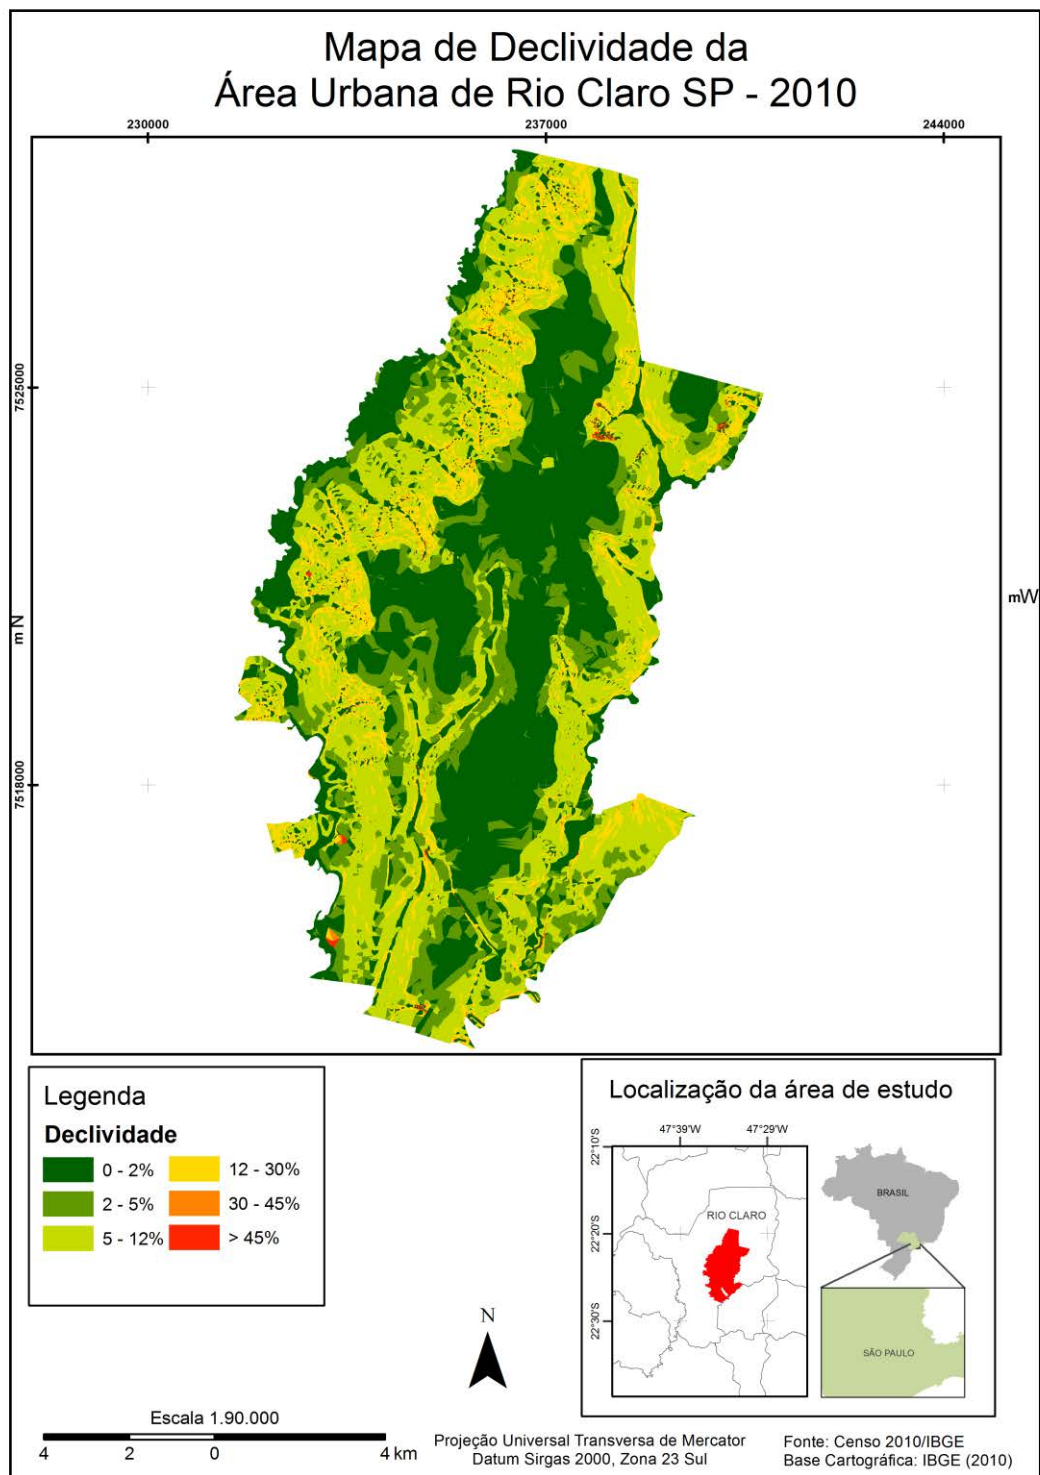 Mapa de Declividade da
Área Urbana de Rio Claro SP - 2010
230000
237000
244000
7525000
m N
mW
7518000
Legenda
Declividade
0 - 2%
12 - 30%
2 - 5%
30 - 45%
5 - 12%
> 45%
Localização da área de estudo
47°39'W
47°29'W
22°10'S
22°20'S
22°30'S
RIO CLARO
BRASIL
SÃO PAULO
N
Escala 1.90.000
4 2 0 4 km
Projeção Universal Transversa de Mercator
Datum Sirgas 2000, Zona 23 Sul
Fonte: Censo 2010/IBGE
Base Cartográfica: IBGE (2010)